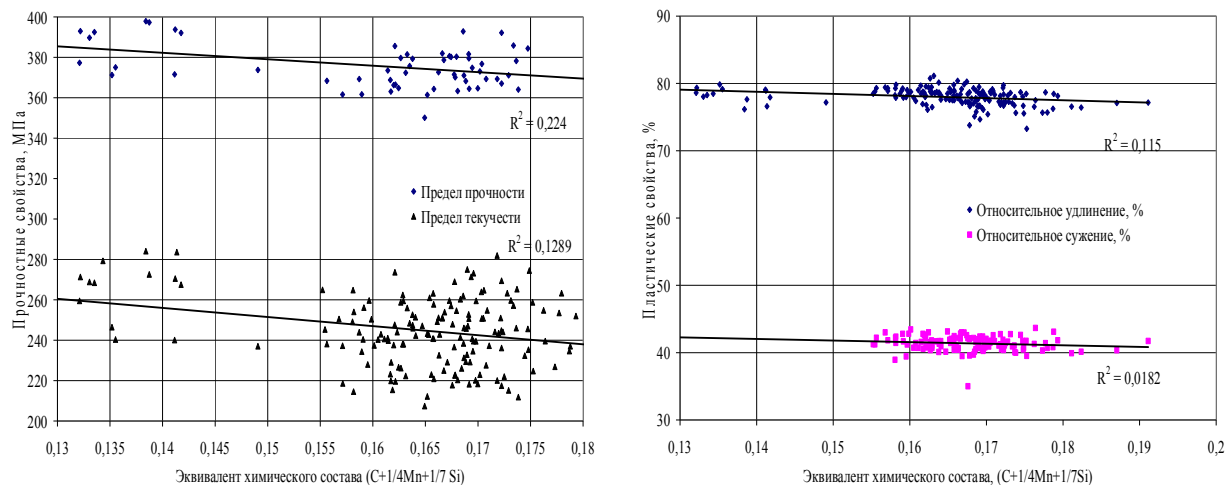 Прочностные свойства, МПа
400
380
360
340
320
300
280
260
240
220
200
R² = 0,224
Предел прочности
Предел текучести
R² = 0,1289
0,13 0,135 0,14 0,145 0,15 0,155 0,16 0,165 0,17 0,175 0,18
Эквивалент химического состава (C+1/4Mn+1/7 Si)
Пластические свойства, %
90
80
70
60
50
40
30
R² = 0,115
Относительное удлинение, %
Относительное сужение, %
R² = 0,0182
0,13 0,14 0,15 0,16 0,17 0,18 0,19 0,2
Эквивалент химического состава, (C+1/4Mn+1/7Si)